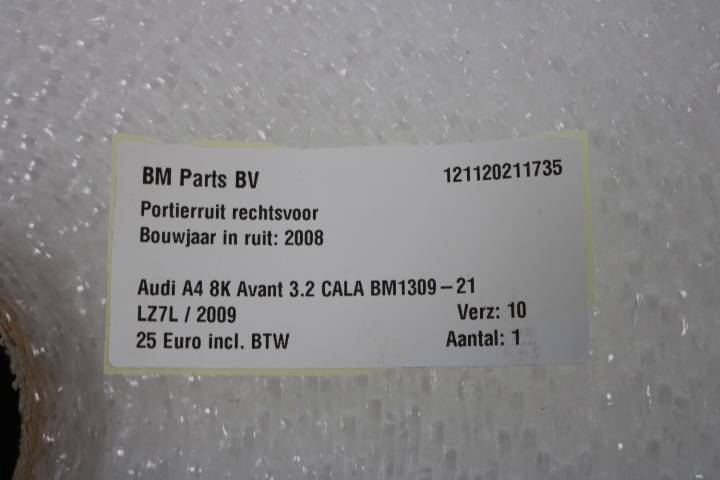 BM Parts BV 121120211735
Portierruit rechtsvoor
Bouwjaar in ruit: 2008
Audi A4 8K Avant 3.2 CALA BM1309-21
LZ7L / 2009 Verz: 10
25 Euro incl. BTW Aantal: 1